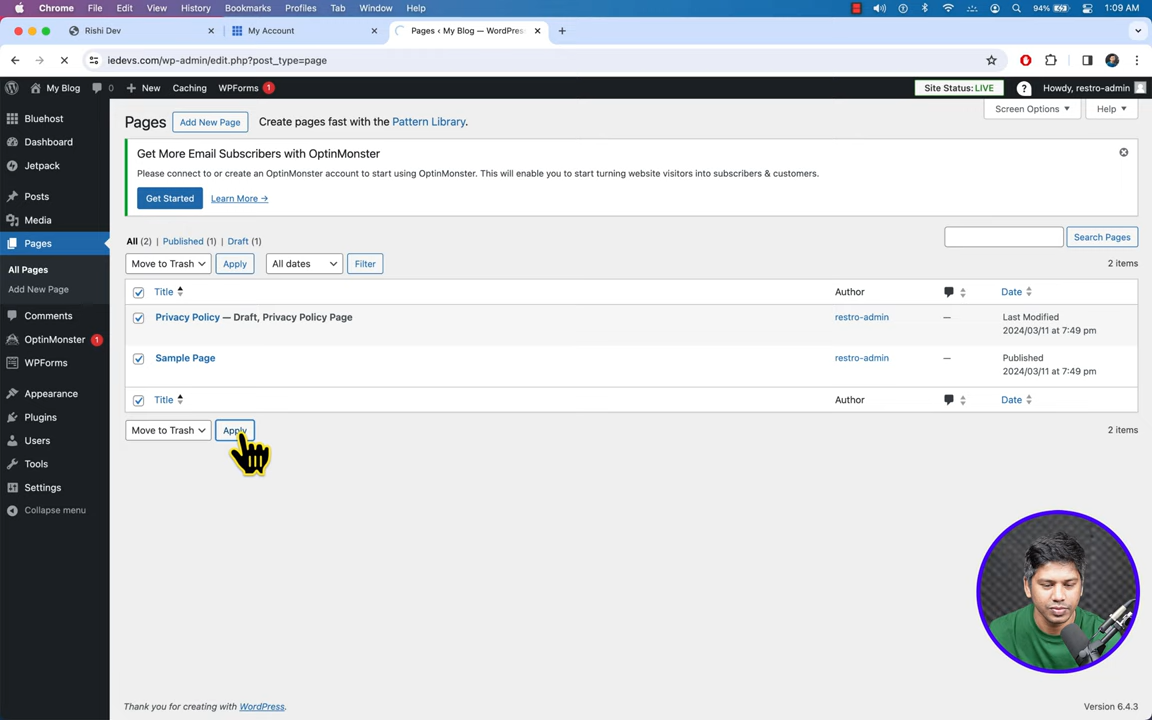 Chrome File Edit View History Bookmarks Profiles Tab Window Help 94% 1:09 AM
Rishi Dev My Account Pages ‹ My Blog — WordPres
iedevs.com/wp-admin/edit.php?post_type=page
My Blog 0 New Caching WPForms 1 Site Status: LIVE ? Howdy, restro-admin
Screen Options Help
Pages Add New Page Create pages fast with the Pattern Library.
Get More Email Subscribers with OptinMonster
Please connect to or create an OptinMonster account to start using OptinMonster. This will enable you to start turning website visitors into subscribers & customers.
Get Started Learn More →
All (2) | Published (1) | Draft (1)
Search Pages
Move to Trash Apply All dates Filter 2 items
Title Author Date
Privacy Policy — Draft, Privacy Policy Page restro-admin — Last Modified
2024/03/11 at 7:49 pm
Sample Page restro-admin — Published
2024/03/11 at 7:49 pm
Title Author Date
Move to Trash Apply 2 items
Bluehost
Dashboard
Jetpack
Posts
Media
Pages
All Pages
Add New Page
Comments
OptinMonster 1
WPForms
Appearance
Plugins
Users
Tools
Settings
Collapse menu
Thank you for creating with WordPress. Version 6.4.3